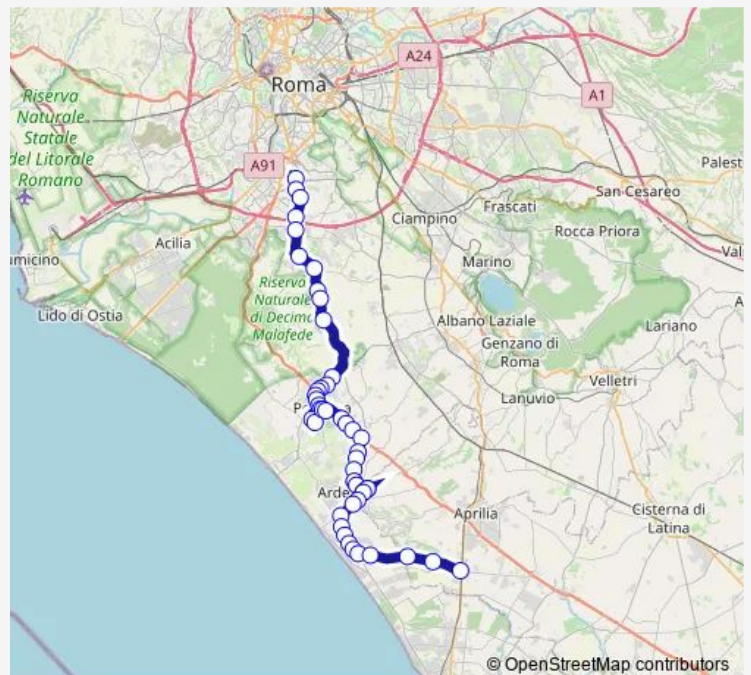 Roma
A24
A1
Riserva
Naturale
Statale
del Litorale
Romano
A91
Palest
San Cesareo
Frascati
Ciampino
Rocca Priora
Acilia
umicino
Marino
Val
Riserva
Naturale
di Decima
Malafede
Lido di Ostia
Albano Laziale
Lariano
Genzano di
Roma
Velletri
Lanuvio
Arde
Aprilia
Cisterna di
Latina
© OpenStreetMap contributors